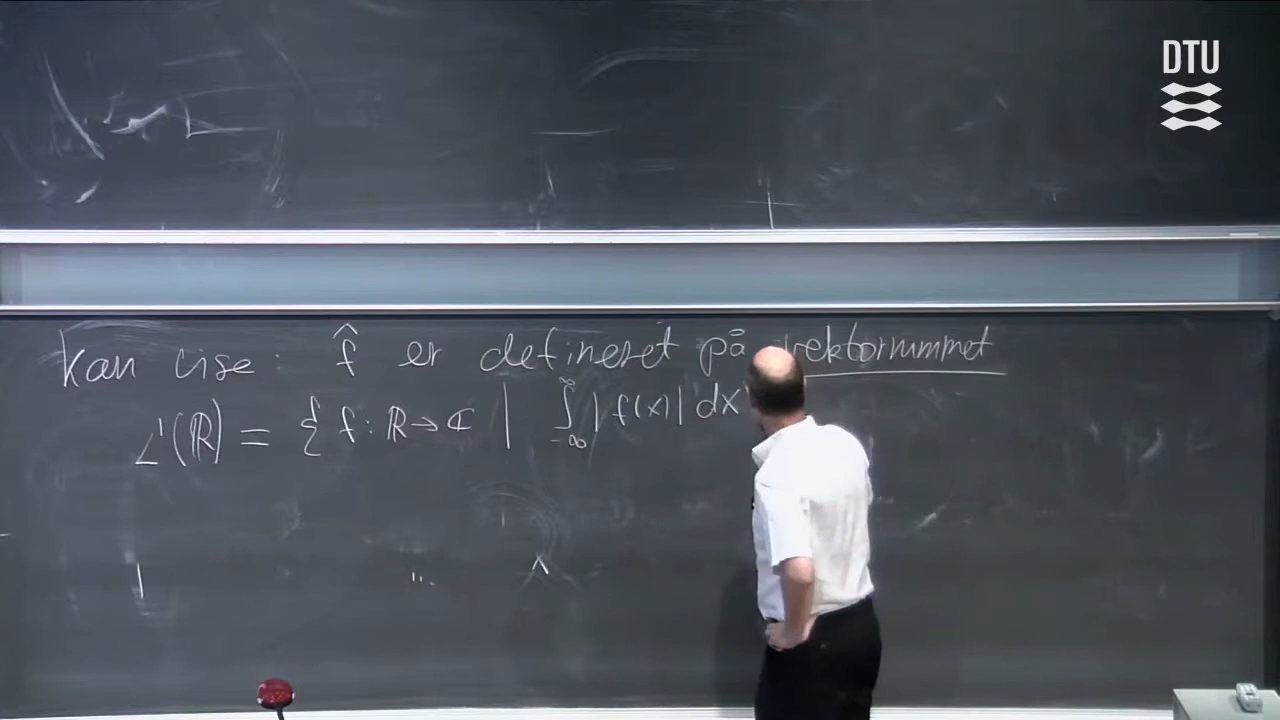 DTU
kan vise: f̂ er defineret på vektorrummet
L¹(ℝ) = { f : ℝ → ℂ | ∫_{-∞}^{∞} |f(x)| dx